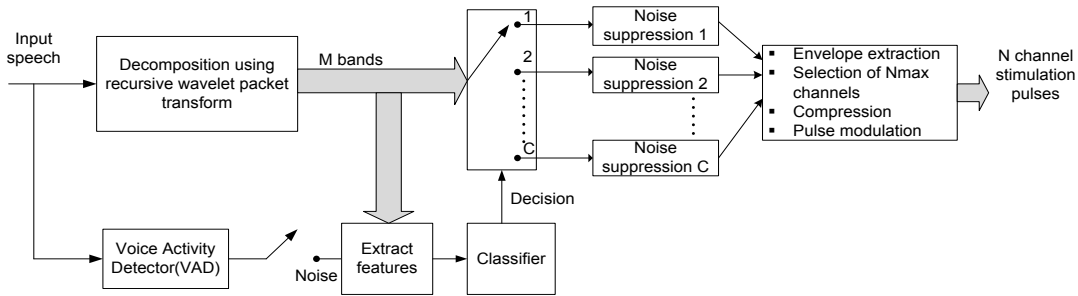 Input
speech
Decomposition using
recursive wavelet packet
transform
M bands
1
2
C
Noise
suppression 1
Noise
suppression 2
Noise
suppression C
▪ Envelope extraction
▪ Selection of Nmax
channels
▪ Compression
▪ Pulse modulation
N channel
stimulation
pulses
Decision
Voice Activity
Detector(VAD)
Noise
Extract
features
Classifier